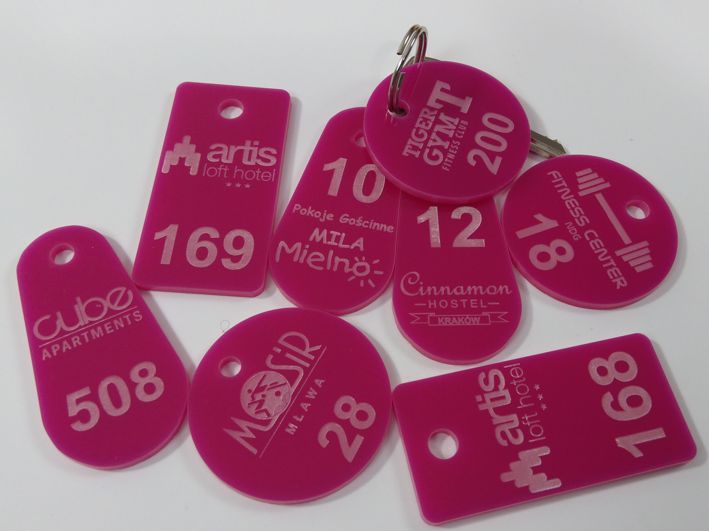 artis
loft hotel
***
169
10
Pokoje Gościnne
MILA
Mielno
TIGER
GYM
T
FITNESS CLUB
200
12
Cinnamon
HOSTEL
KRAKÓW
FITNESS CENTER
NDG
18
cube
APARTMENTS
508
MOSiR
MŁAWA
28
artis
loft hotel
***
168